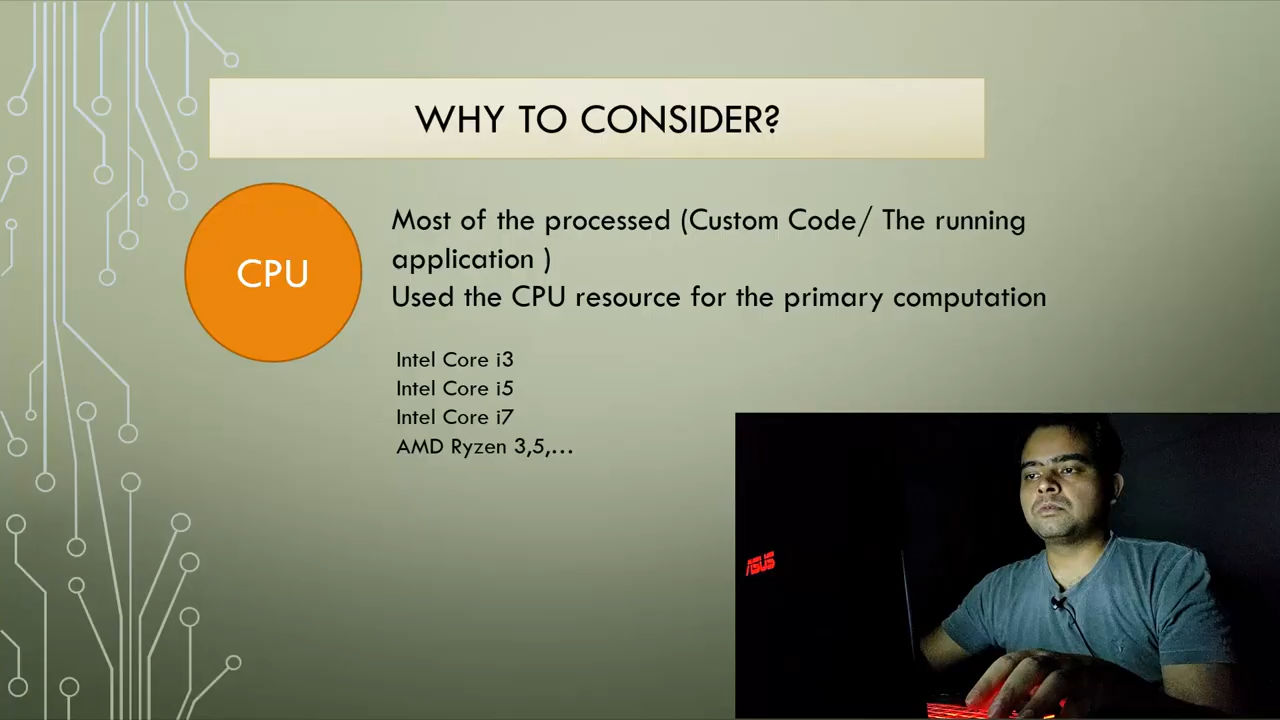 WHY TO CONSIDER?
CPU
Most of the processed (Custom Code/ The running
application )
Used the CPU resource for the primary computation
Intel Core i3
Intel Core i5
Intel Core i7
AMD Ryzen 3,5,...
ASUS